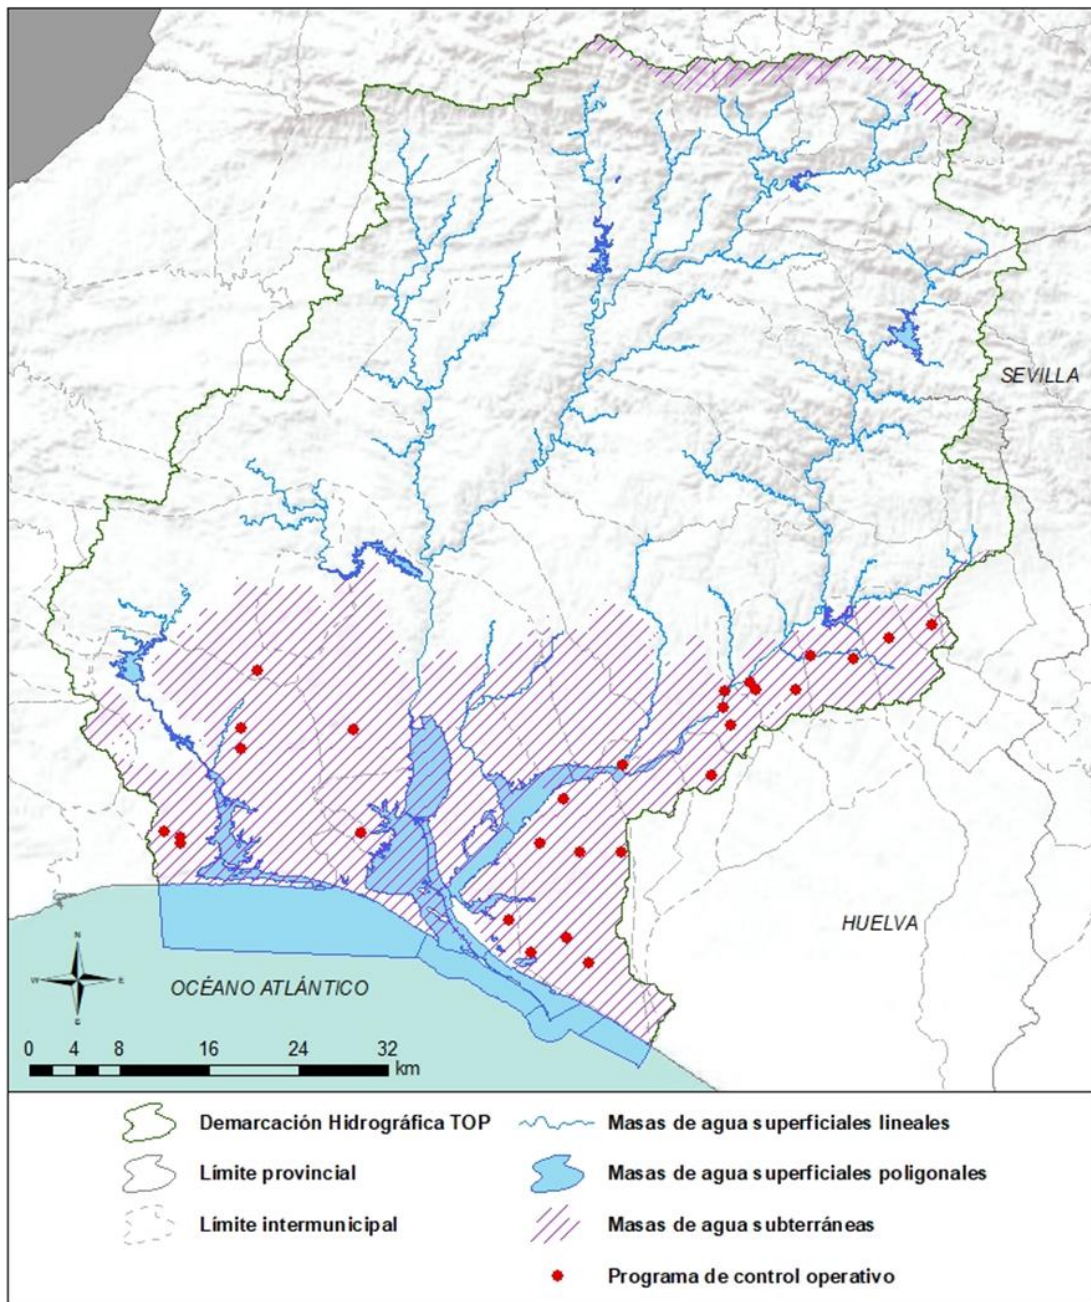 SEVILLA
HUELVA
OCÉANO ATLÁNTICO
N
W
E
S
0 4 8 16 24 32
km
Demarcación Hidrográfica TOP
Masas de agua superficiales lineales
Límite provincial
Masas de agua superficiales poligonales
Límite intermunicipal
Masas de agua subterráneas
Programa de control operativo